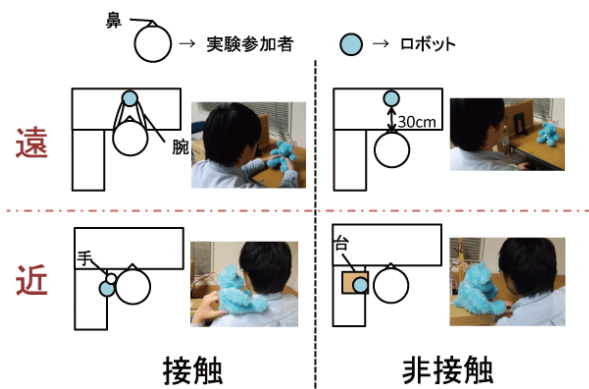 鼻
→ 実験参加者
→ ロボット
遠
腕
30cm
近
手
台
接触
非接触